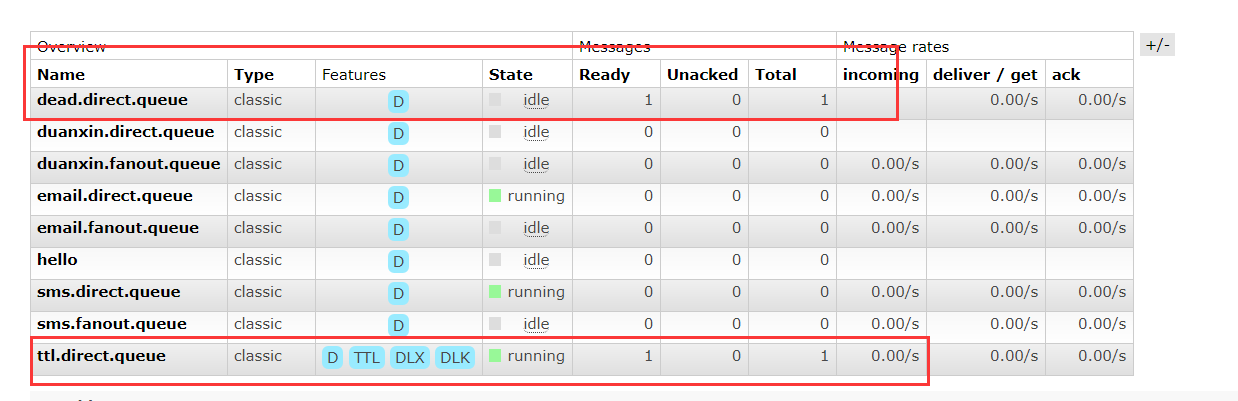 Overview Messages Message rates +/-
Name Type Features State Ready Unacked Total incoming deliver / get ack
dead.direct.queue classic D idle 1 0 1 0.00/s 0.00/s
duanxin.direct.queue classic D idle 0 0 0
duanxin.fanout.queue classic D idle 0 0 0 0.00/s 0.00/s 0.00/s
email.direct.queue classic D running 0 0 0 0.00/s 0.00/s 0.00/s
email.fanout.queue classic D idle 0 0 0 0.00/s 0.00/s 0.00/s
hello classic D idle 0 0 0
sms.direct.queue classic D running 0 0 0 0.00/s 0.00/s 0.00/s
sms.fanout.queue classic D idle 0 0 0 0.00/s 0.00/s 0.00/s
ttl.direct.queue classic D TTL DLX DLK running 1 0 1 0.00/s 0.00/s 0.00/s